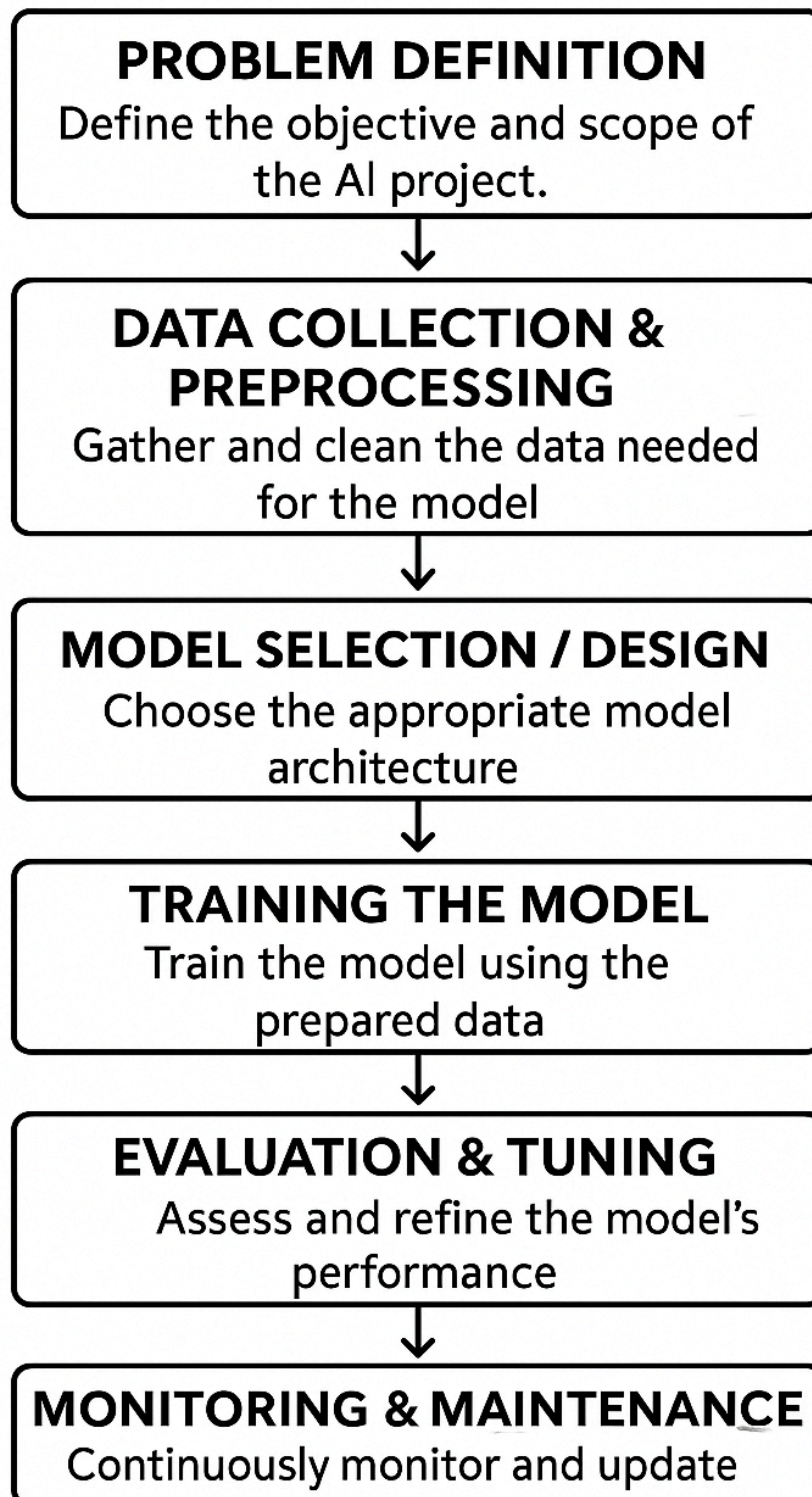 PROBLEM DEFINITION
Define the objective and scope of
the AI project.
DATA COLLECTION &
PREPROCESSING
Gather and clean the data needed
for the model
MODEL SELECTION / DESIGN
Choose the appropriate model
architecture
TRAINING THE MODEL
Train the model using the
prepared data
EVALUATION & TUNING
Assess and refine the model's
performance
MONITORING & MAINTENANCE
Continuously monitor and update